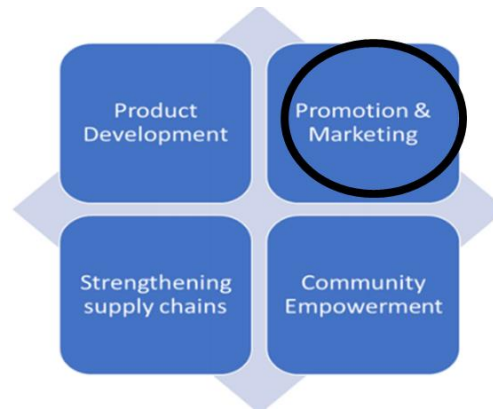 Product
Development
Promotion &
Marketing
Strengthening
supply chains
Community
Empowerment